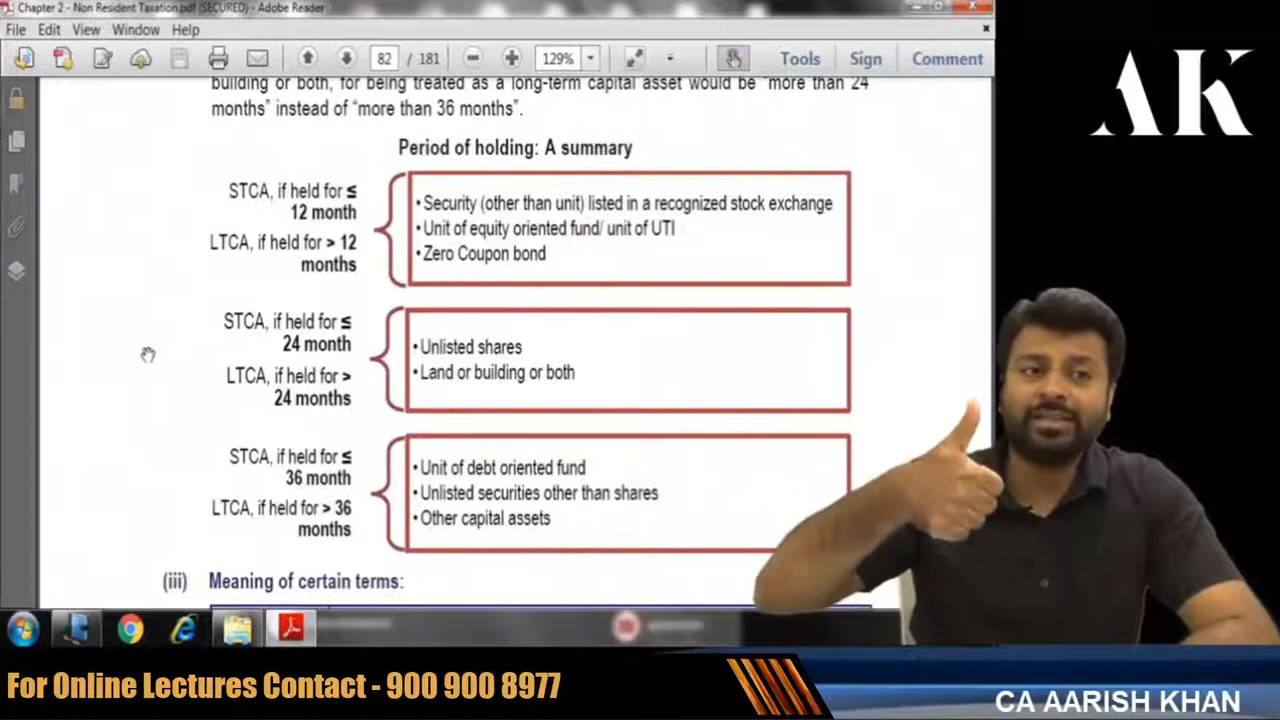 Chapter 2 - Non Resident Taxation.pdf (SECURED) - Adobe Reader
File Edit View Window Help
82 / 181 129% Tools Sign Comment
AK
building or both, for being treated as a long-term capital asset would be "more than 24
months" instead of "more than 36 months".
Period of holding: A summary
STCA, if held for ≤
12 month
LTCA, if held for > 12
months
• Security (other than unit) listed in a recognized stock exchange
• Unit of equity oriented fund/ unit of UTI
• Zero Coupon bond
STCA, if held for ≤
24 month
LTCA, if held for >
24 months
• Unlisted shares
• Land or building or both
STCA, if held for ≤
36 month
LTCA, if held for > 36
months
• Unit of debt oriented fund
• Unlisted securities other than shares
• Other capital assets
(iii) Meaning of certain terms:
For Online Lectures Contact - 900 900 8977
CA AARISH KHAN